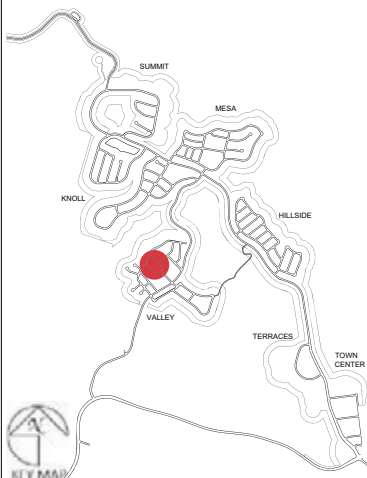 SUMMIT
MESA
KNOLL
HILLSIDE
VALLEY
TERRACES
TOWN
CENTER
KEY MAP